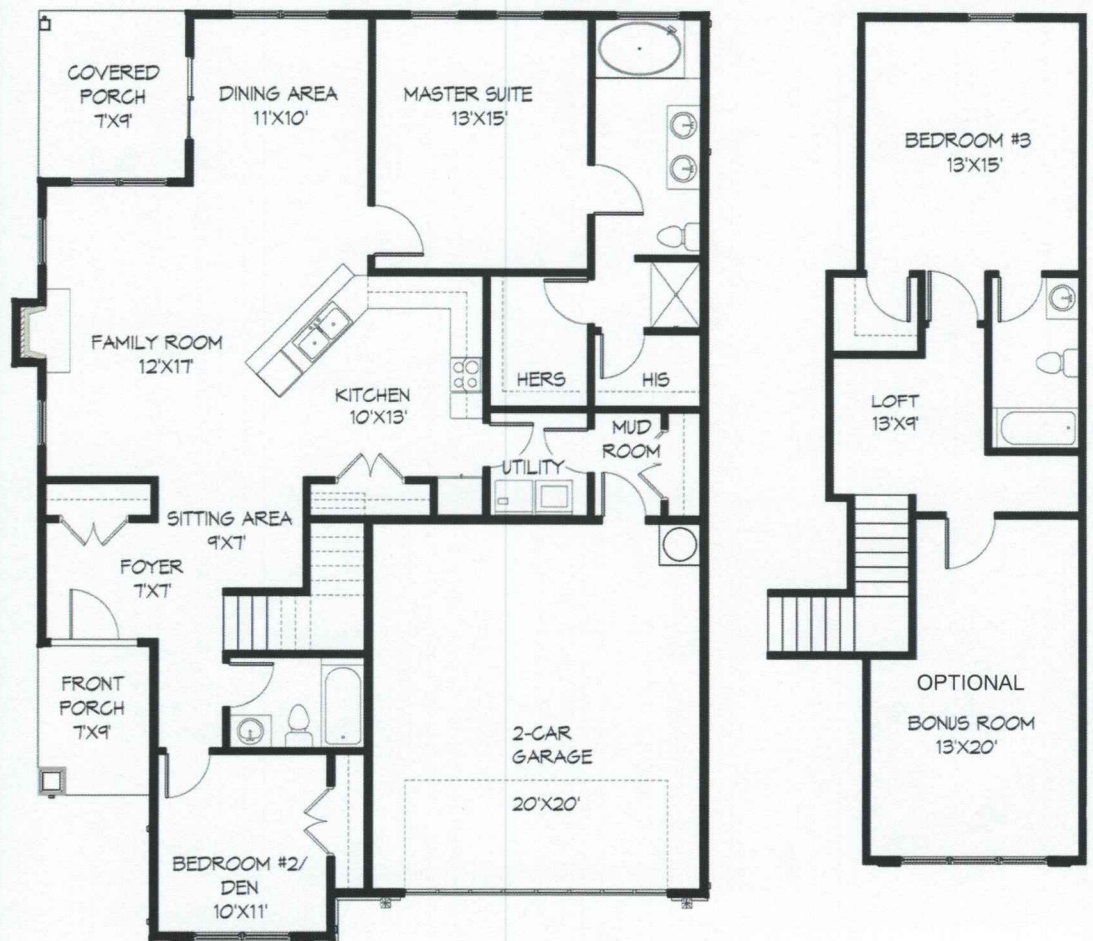 COVERED
PORCH
7'X9'
DINING AREA
11'X10'
MASTER SUITE
13'X15'
BEDROOM #3
13'X15'
FAMILY ROOM
12'X17'
KITCHEN
10'X13'
HERS
HIS
MUD
ROOM
UTILITY
LOFT
13'X9'
SITTING AREA
9'X7'
FOYER
7'X7'
FRONT
PORCH
7'X9'
2-CAR
GARAGE
20'X20'
OPTIONAL
BONUS ROOM
13'X20'
BEDROOM #2/
DEN
10'X11'